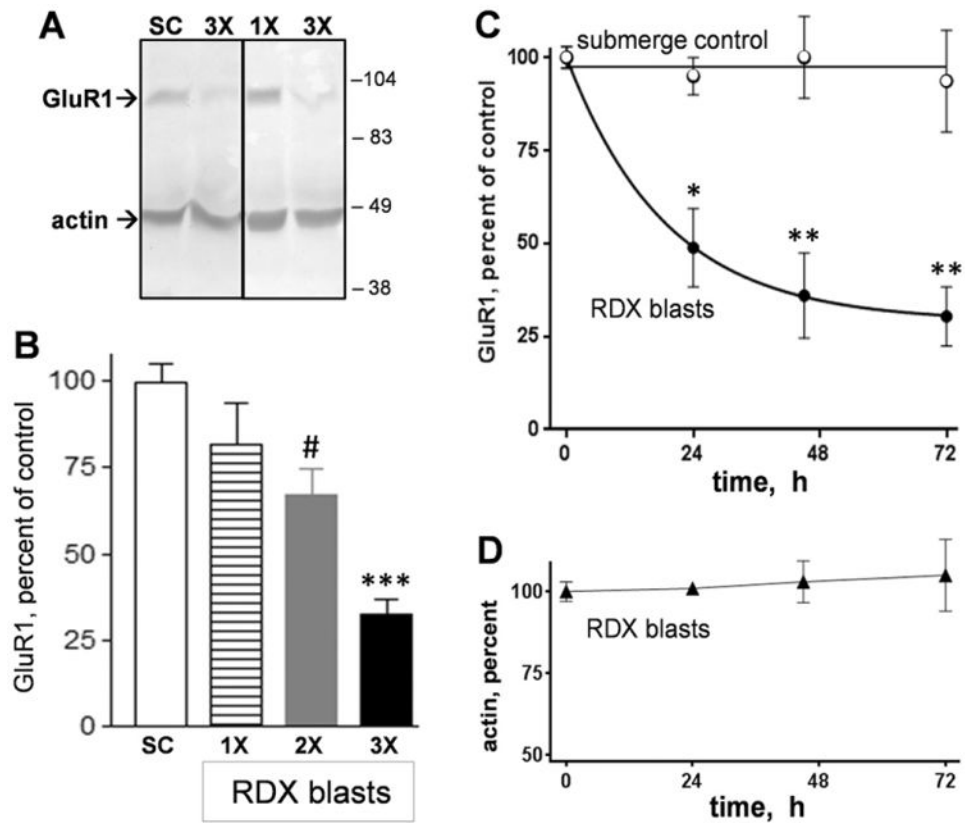 A
SC 3X 1X 3X
GluR1→
actin→
– 104
– 83
– 49
– 38
B
GluR1, percent of control
100
75
50
25
0
#
***
SC 1X 2X 3X
RDX blasts
C
GluR1, percent of control
100
75
50
25
0
submerge control
*
**
**
RDX blasts
0 24 48 72
time, h
D
actin, percent
100
75
50
RDX blasts
0 24 48 72
time, h